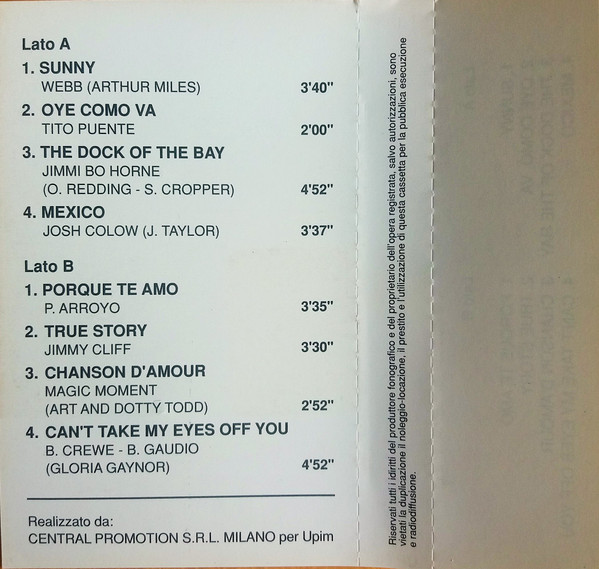 Lato A
1. SUNNY
WEBB (ARTHUR MILES) 3'40"
2. OYE COMO VA
TITO PUENTE 2'00"
3. THE DOCK OF THE BAY
JIMMI BO HORNE
(O. REDDING - S. CROPPER) 4'52"
4. MEXICO
JOSH COLOW (J. TAYLOR) 3'37"
Lato B
1. PORQUE TE AMO
P. ARROYO 3'35"
2. TRUE STORY
JIMMY CLIFF 3'30"
3. CHANSON D'AMOUR
MAGIC MOMENT
(ART AND DOTTY TODD) 2'52"
4. CAN'T TAKE MY EYES OFF YOU
B. CREWE - B. GAUDIO
(GLORIA GAYNOR) 4'52"
Realizzato da:
CENTRAL PROMOTION S.R.L. MILANO per Upim
Riservati tutti i idiritti del produttore fonografico e del proprietario dell'opera registrata, salvo autorizzazioni, sono
vietati la duplicazione il noleggio-locazione, il prestito e l'utilizzazione di questa cassetta per la pubblica esecuzione
e radiodiffusione.